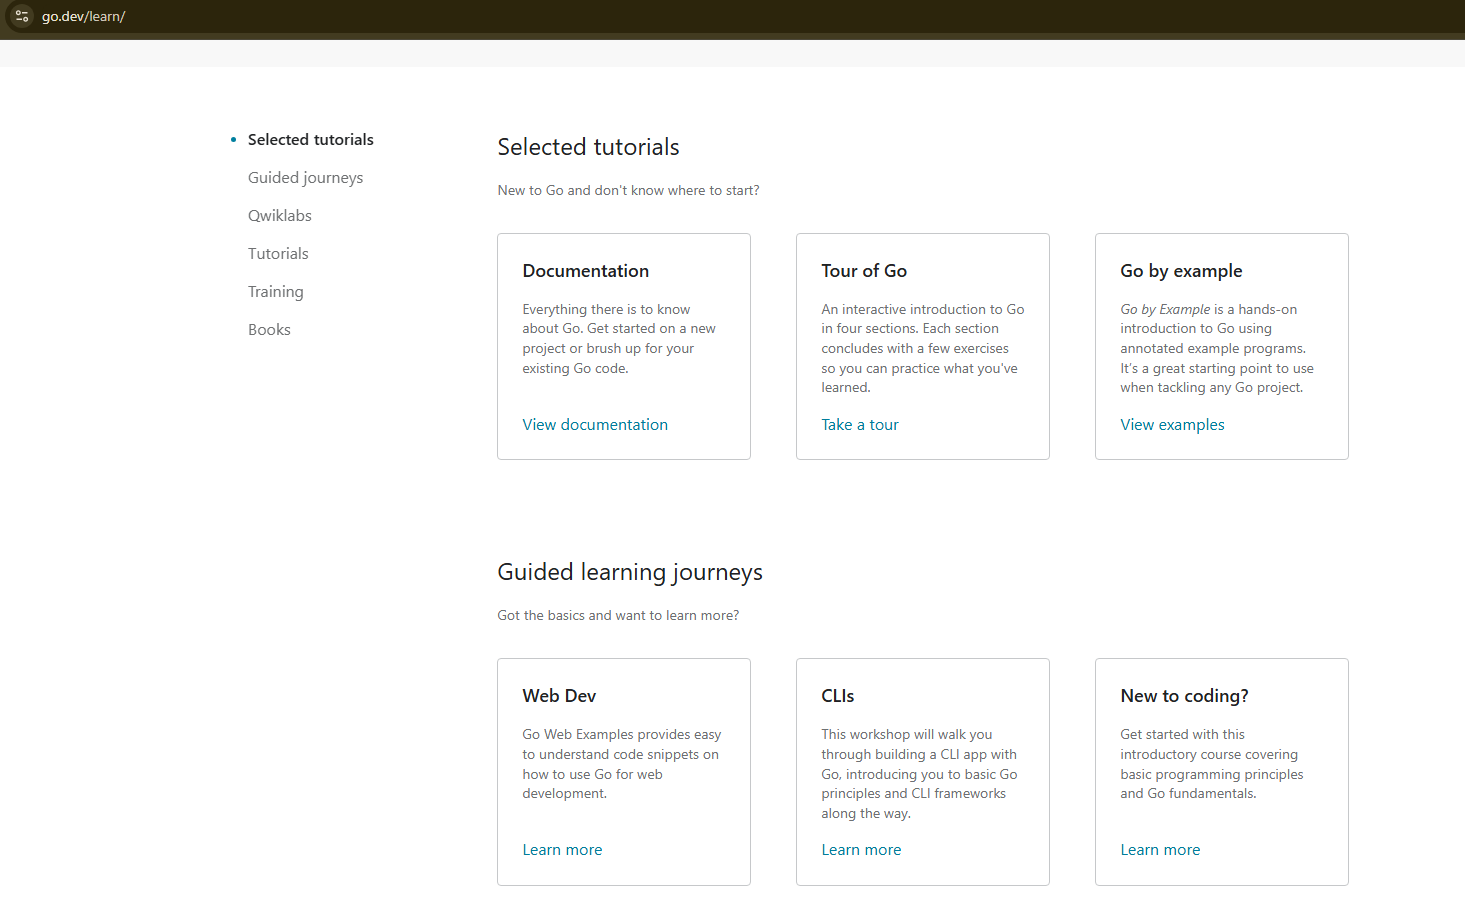 go.dev/learn/
Selected tutorials
Guided journeys
Qwiklabs
Tutorials
Training
Books
Selected tutorials
New to Go and don't know where to start?
Documentation
Everything there is to know
about Go. Get started on a new
project or brush up for your
existing Go code.
View documentation
Tour of Go
An interactive introduction to Go
in four sections. Each section
concludes with a few exercises
so you can practice what you've
learned.
Take a tour
Go by example
Go by Example is a hands-on
introduction to Go using
annotated example programs.
It's a great starting point to use
when tackling any Go project.
View examples
Guided learning journeys
Got the basics and want to learn more?
Web Dev
Go Web Examples provides easy
to understand code snippets on
how to use Go for web
development.
Learn more
CLIs
This workshop will walk you
through building a CLI app with
Go, introducing you to basic Go
principles and CLI frameworks
along the way.
Learn more
New to coding?
Get started with this
introductory course covering
basic programming principles
and Go fundamentals.
Learn more